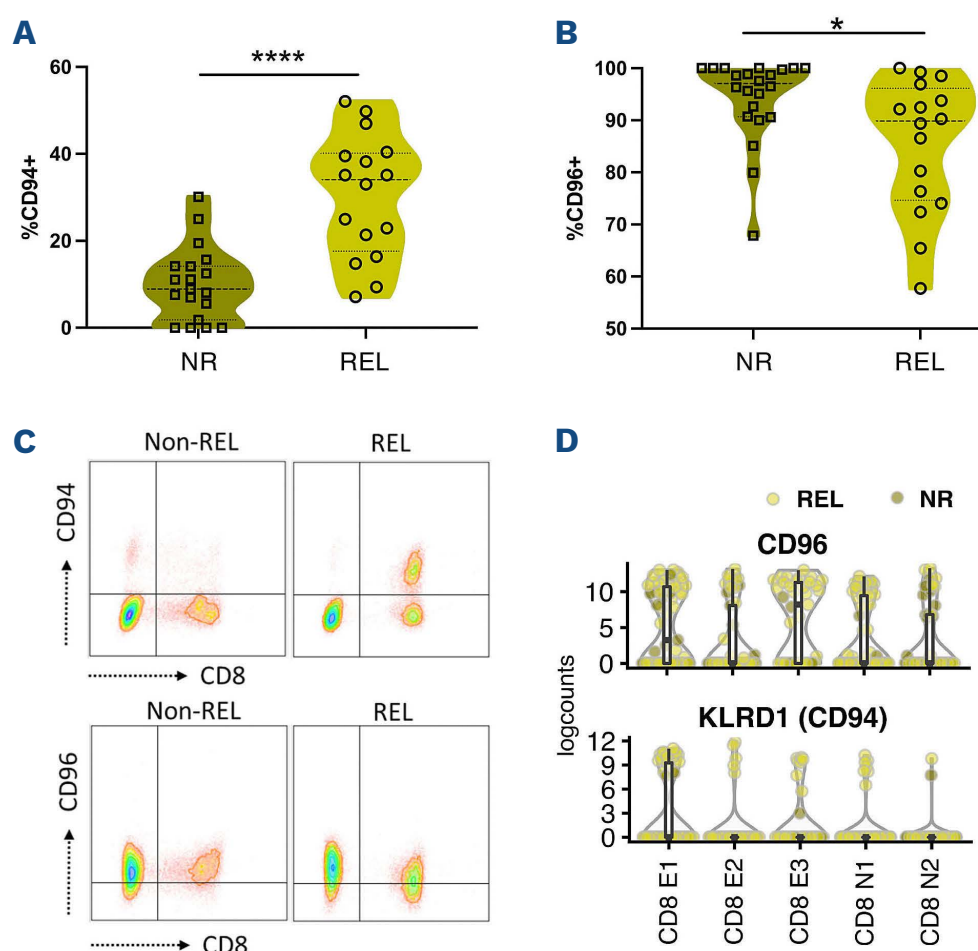 A
****
%CD94+
60
40
20
0
NR
REL
B
*
%CD96+
100
90
80
70
60
50
NR
REL
C
Non-REL
REL
CD94
CD8
Non-REL
REL
CD96
CD8
D
REL
NR
CD96
10
5
0
KLRD1 (CD94)
logcounts
12
9
6
3
0
CD8 E1
CD8 E2
CD8 E3
CD8 N1
CD8 N2